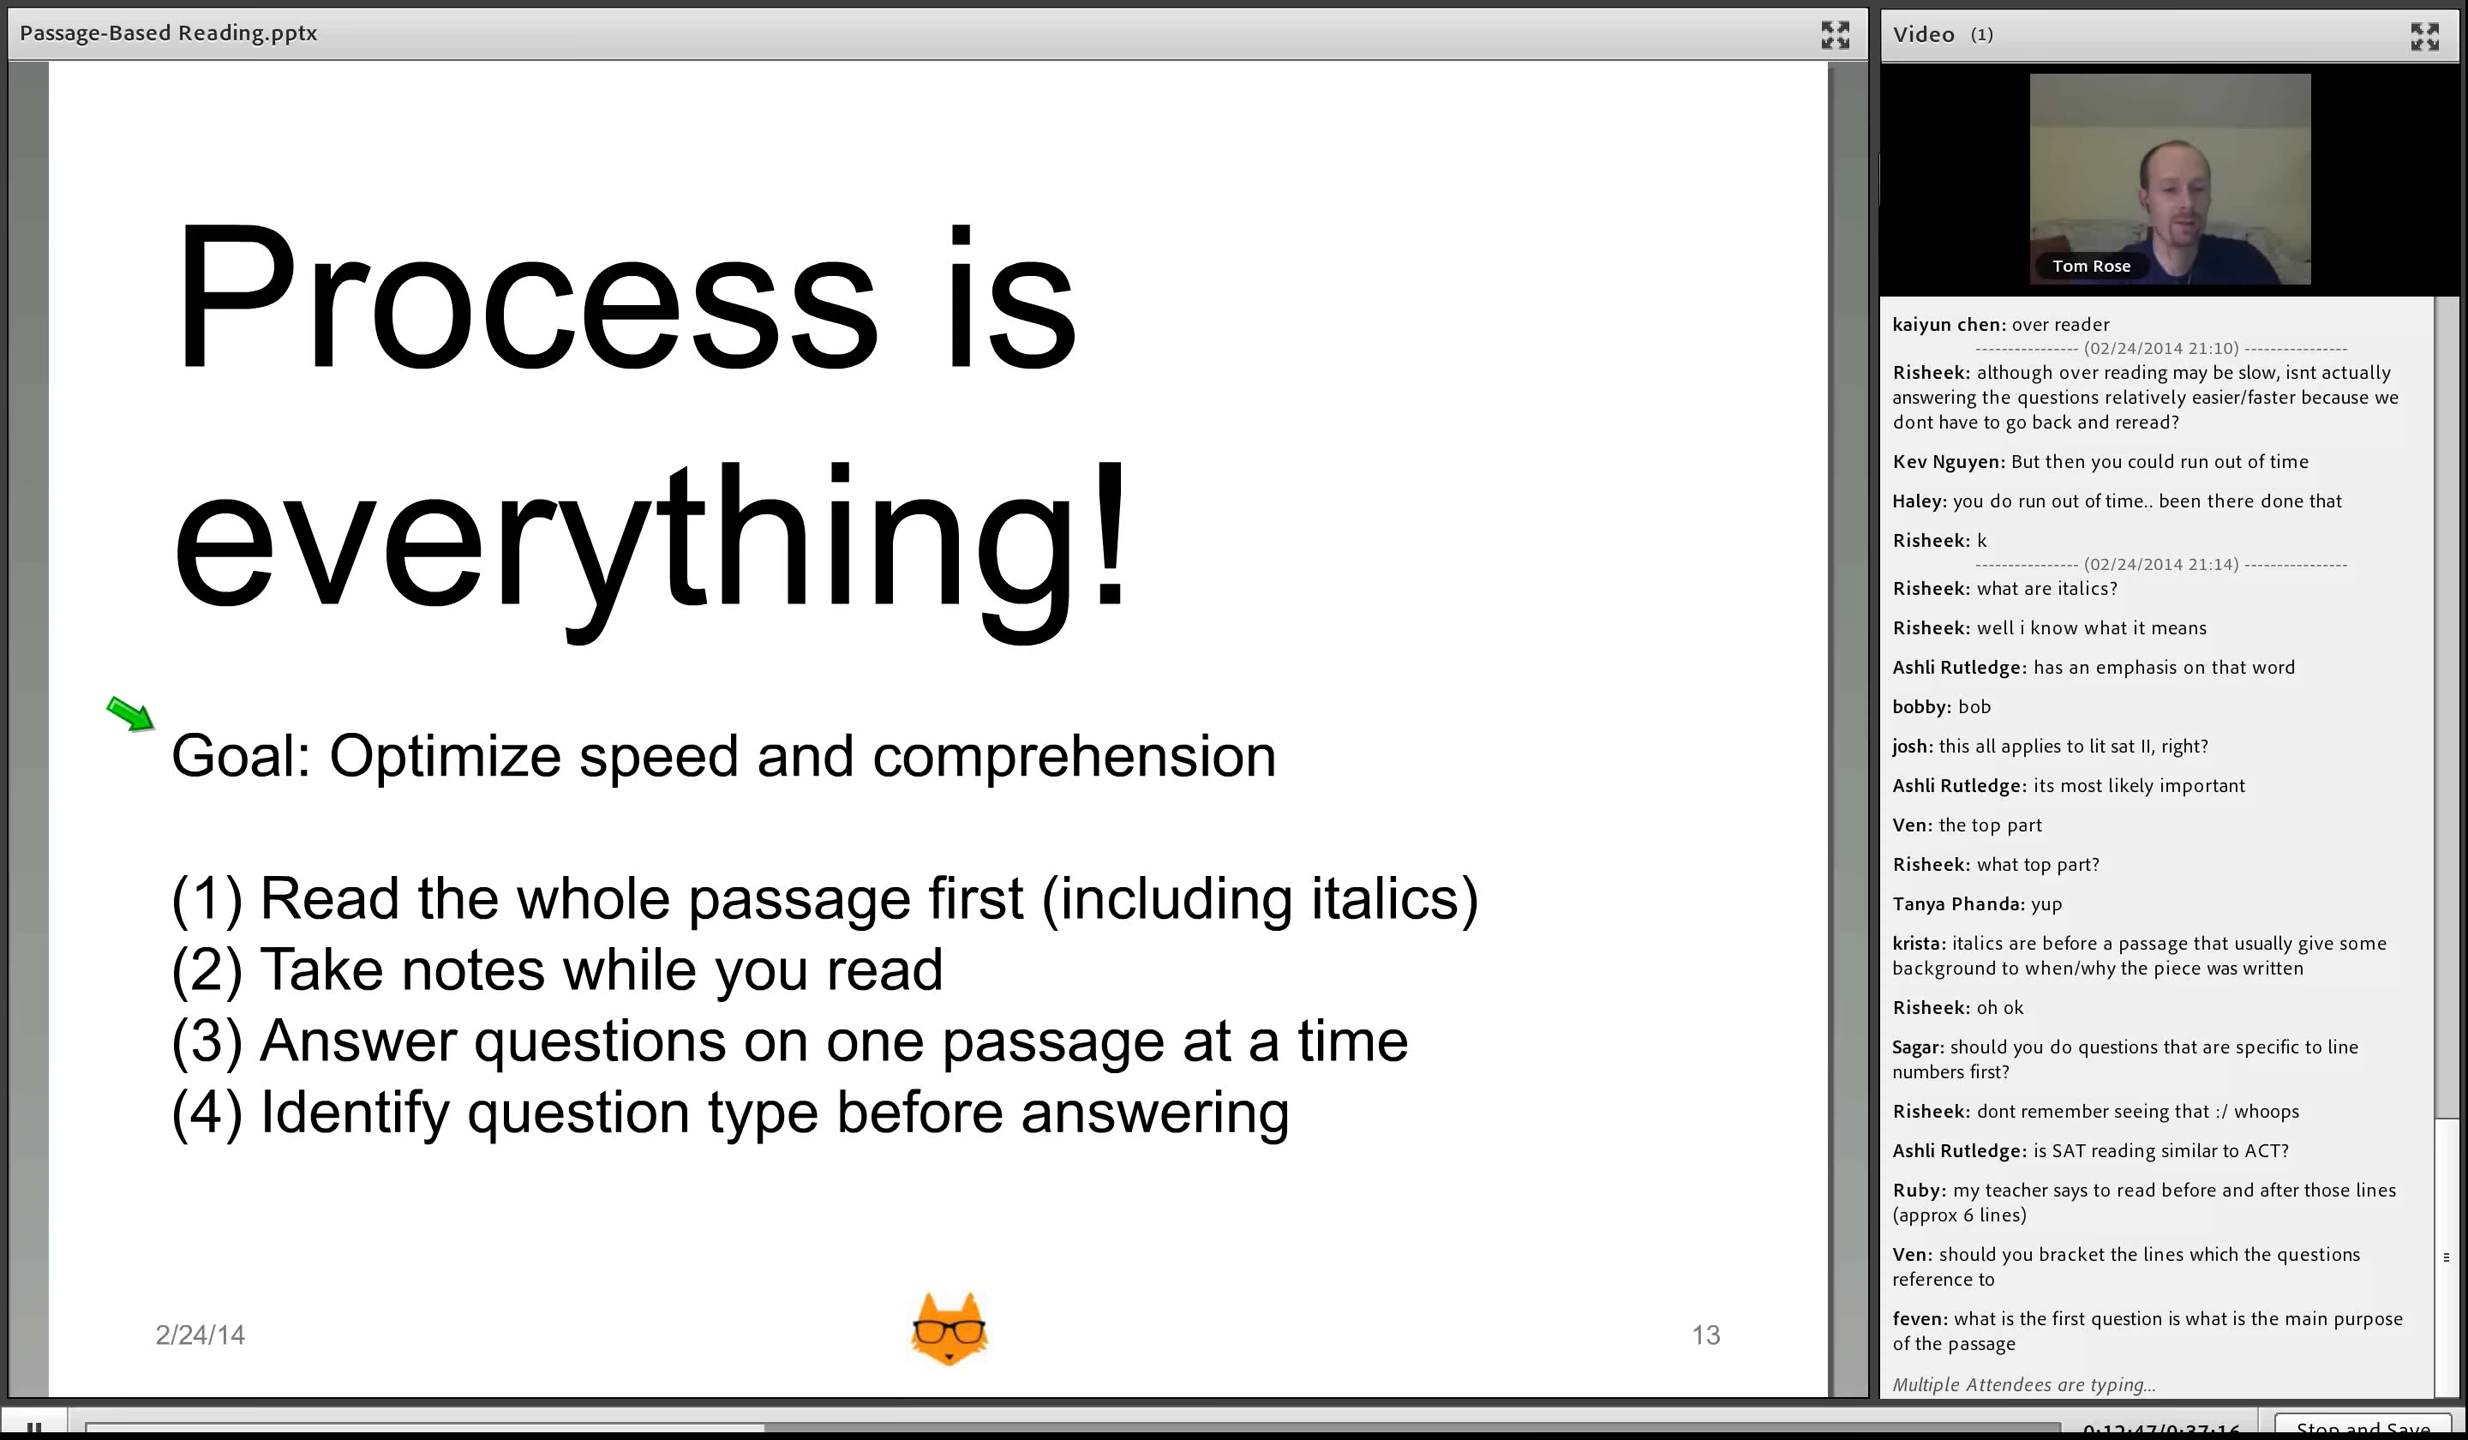 Passage-Based Reading.pptx
Process is
everything!
Goal: Optimize speed and comprehension
(1) Read the whole passage first (including italics)
(2) Take notes while you read
(3) Answer questions on one passage at a time
(4) Identify question type before answering
2/24/14
13
Video (1)
Tom Rose
kaiyun chen: over reader
---------------- (02/24/2014 21:10) ----------------
Risheek: although over reading may be slow, isnt actually
answering the questions relatively easier/faster because we
dont have to go back and reread?
Kev Nguyen: But then you could run out of time
Haley: you do run out of time.. been there done that
Risheek: k
---------------- (02/24/2014 21:14) ----------------
Risheek: what are italics?
Risheek: well i know what it means
Ashli Rutledge: has an emphasis on that word
bobby: bob
josh: this all applies to lit sat II, right?
Ashli Rutledge: its most likely important
Ven: the top part
Risheek: what top part?
Tanya Phanda: yup
krista: italics are before a passage that usually give some
background to when/why the piece was written
Risheek: oh ok
Sagar: should you do questions that are specific to line
numbers first?
Risheek: dont remember seeing that :/ whoops
Ashli Rutledge: is SAT reading similar to ACT?
Ruby: my teacher says to read before and after those lines
(approx 6 lines)
Ven: should you bracket the lines which the questions
reference to
feven: what is the first question is what is the main purpose
of the passage
Multiple Attendees are typing...
0:12:47/0:37:16
Stop and Save